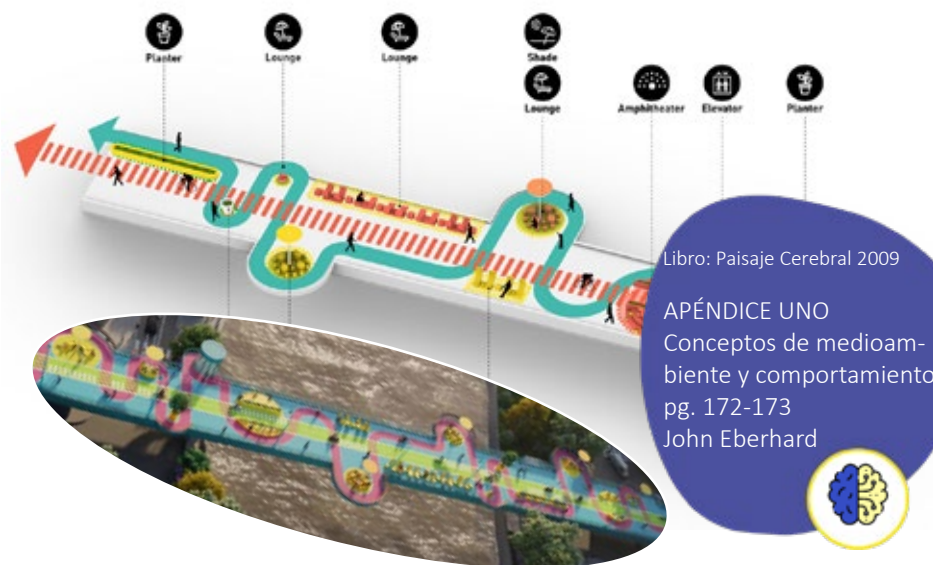 Planter
Lounge
Lounge
Shade
Lounge
Amphitheater
Elevator
Planter
Libro: Paisaje Cerebral 2009
APÉNDICE UNO
Conceptos de medioam-
biente y comportamiento
pg. 172-173
John Eberhard